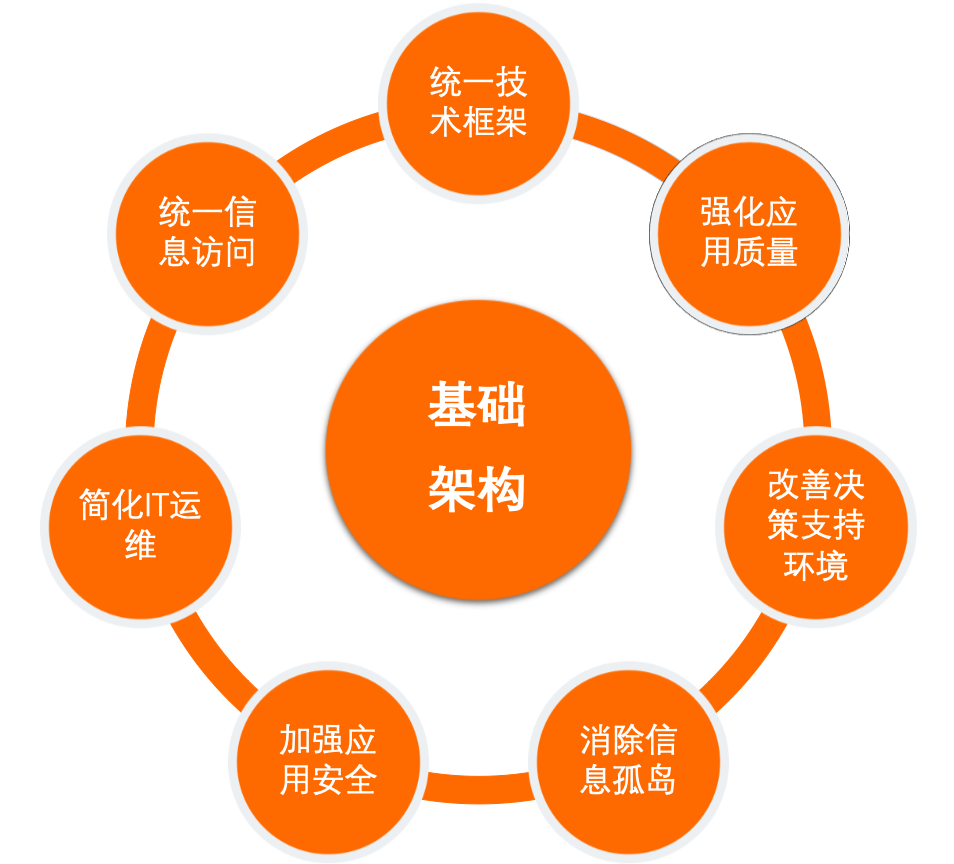 统一技
术框架
强化应
用质量
改善决
策支持
环境
消除信
息孤岛
加强应
用安全
简化IT运
维
统一信
息访问
基础
架构